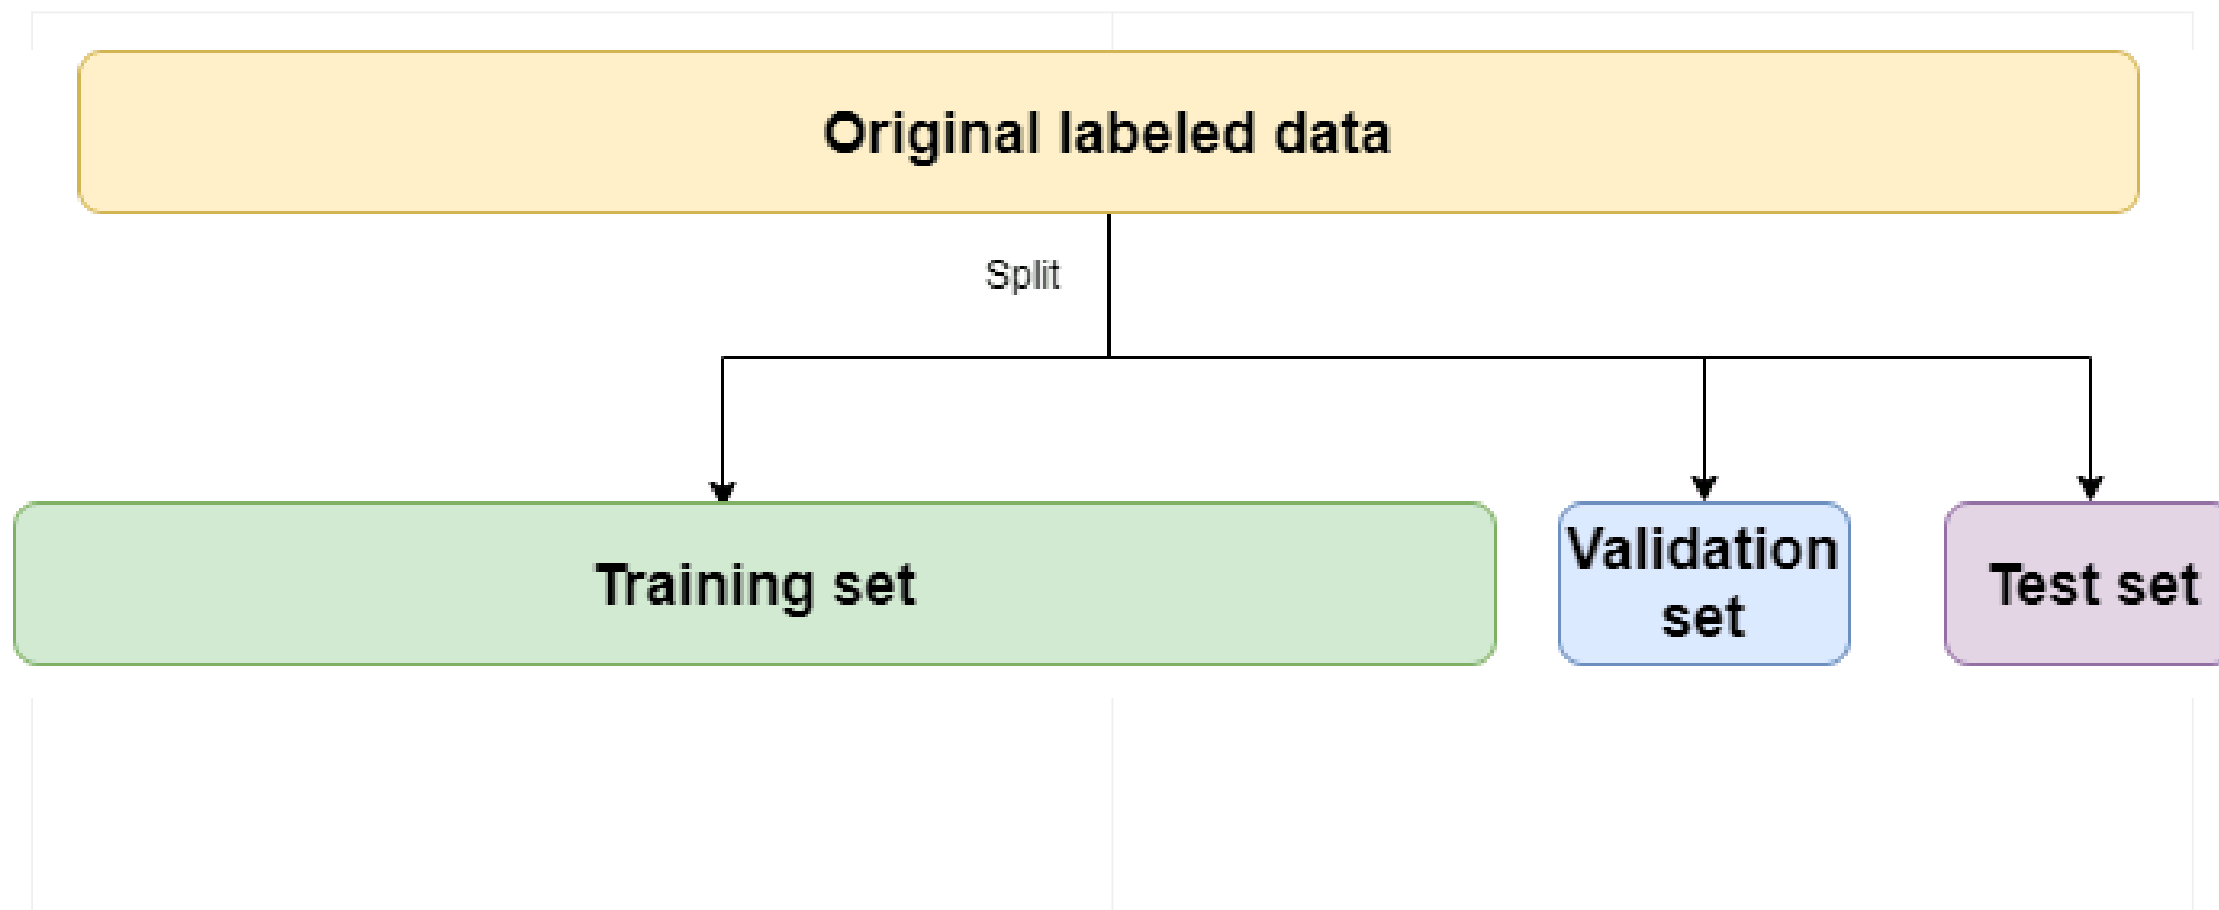 Original labeled data
Split
Training set
Validation
set
Test set